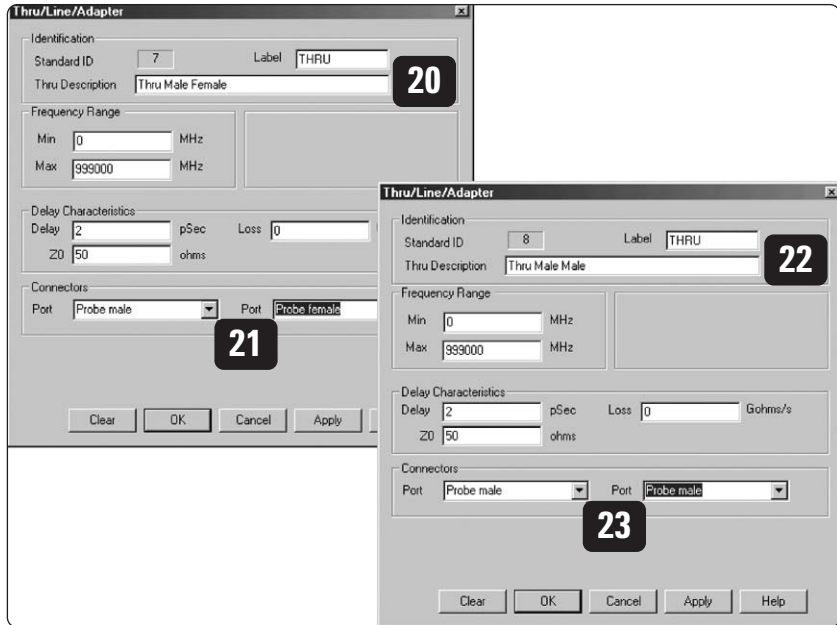 Thru/Line/Adapter
Identification
Standard ID 7 Label THRU
Thru Description Thru Male Female
20
Frequency Range
Min 0 MHz
Max 999000 MHz
Delay Characteristics
Delay 2 pSec Loss 0
Z0 50 ohms
Connectors
Port Probe male Port Probe female
21
Clear OK Cancel Apply
Thru/Line/Adapter
Identification
Standard ID 8 Label THRU
Thru Description Thru Male Male
22
Frequency Range
Min 0 MHz
Max 999000 MHz
Delay Characteristics
Delay 2 pSec Loss 0 Gohms/s
Z0 50 ohms
Connectors
Port Probe male Port Probe male
23
Clear OK Cancel Apply Help